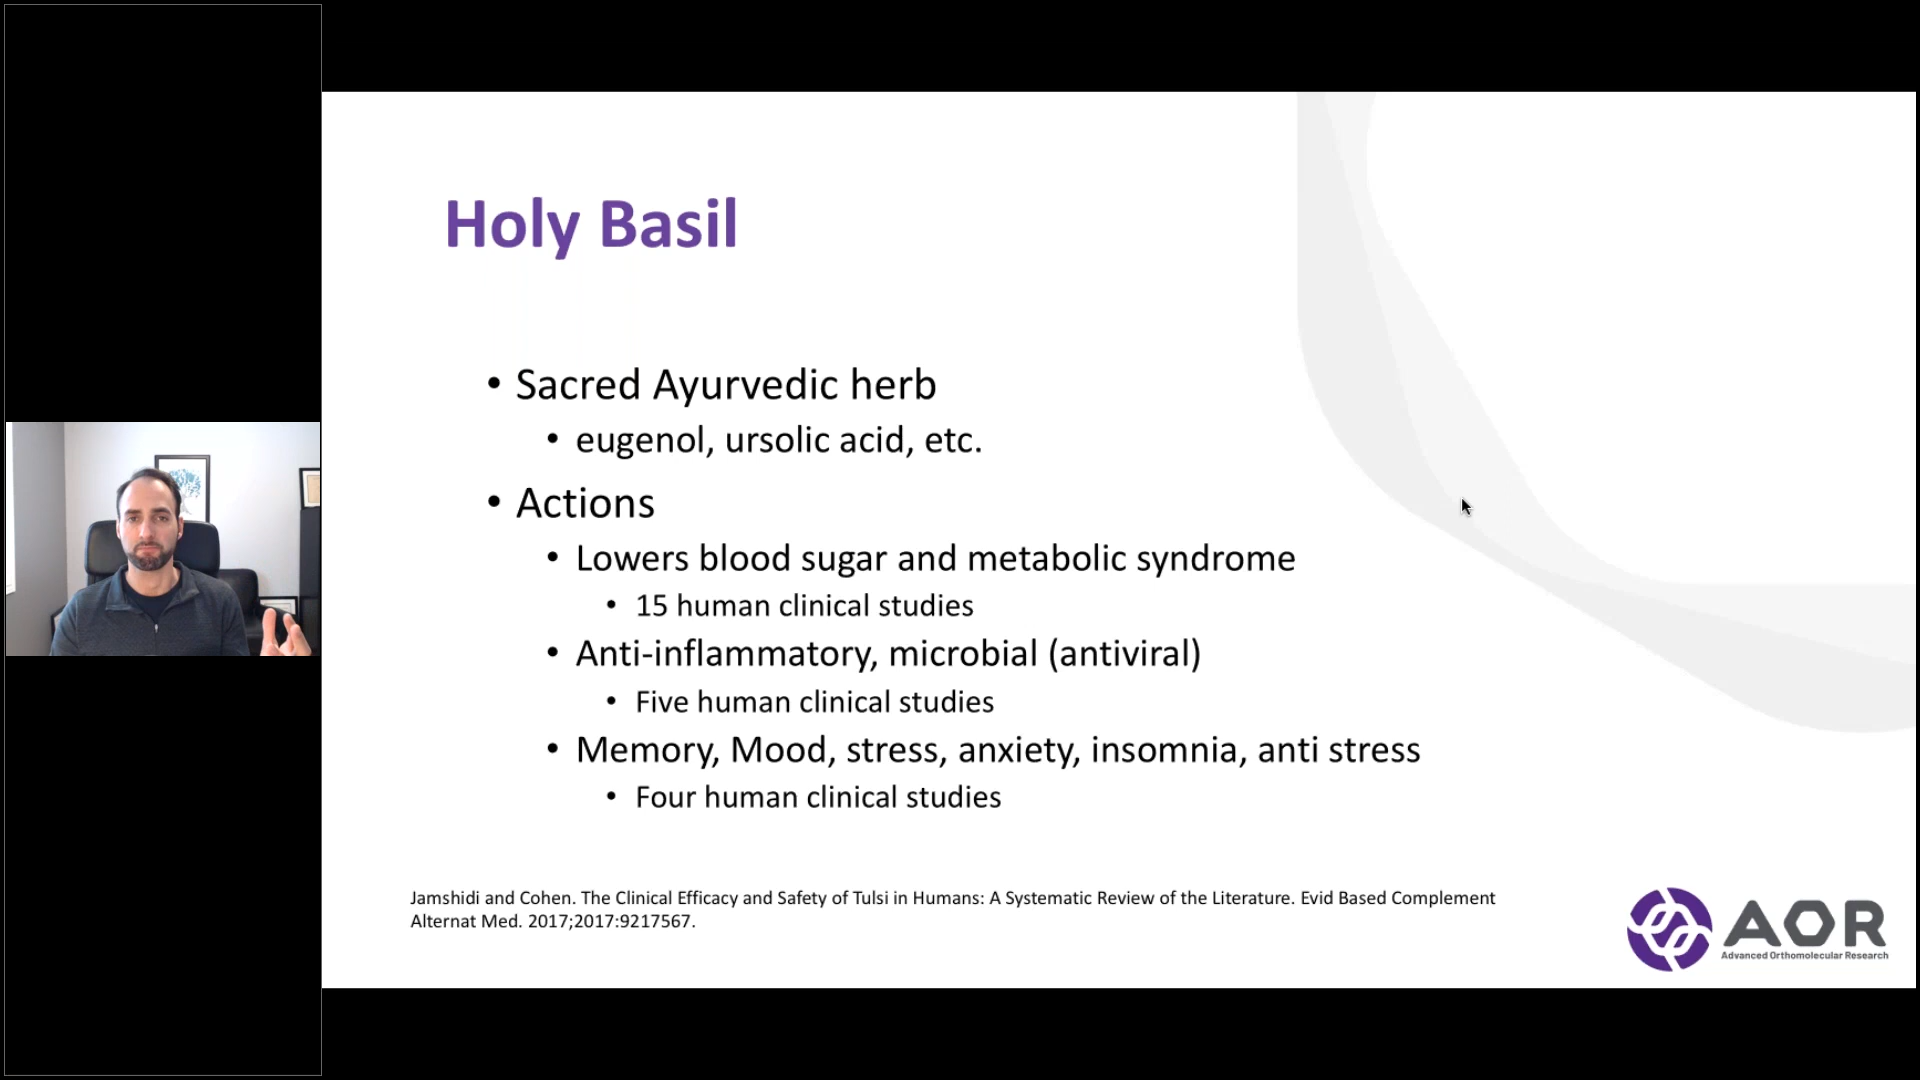 Holy Basil
• Sacred Ayurvedic herb
• eugenol, ursolic acid, etc.
• Actions
• Lowers blood sugar and metabolic syndrome
• 15 human clinical studies
• Anti-inflammatory, microbial (antiviral)
• Five human clinical studies
• Memory, Mood, stress, anxiety, insomnia, anti stress
• Four human clinical studies
Jamshidi and Cohen. The Clinical Efficacy and Safety of Tulsi in Humans: A Systematic Review of the Literature. Evid Based Complement
Alternat Med. 2017;2017:9217567.
AOR
Advanced Orthomolecular Research